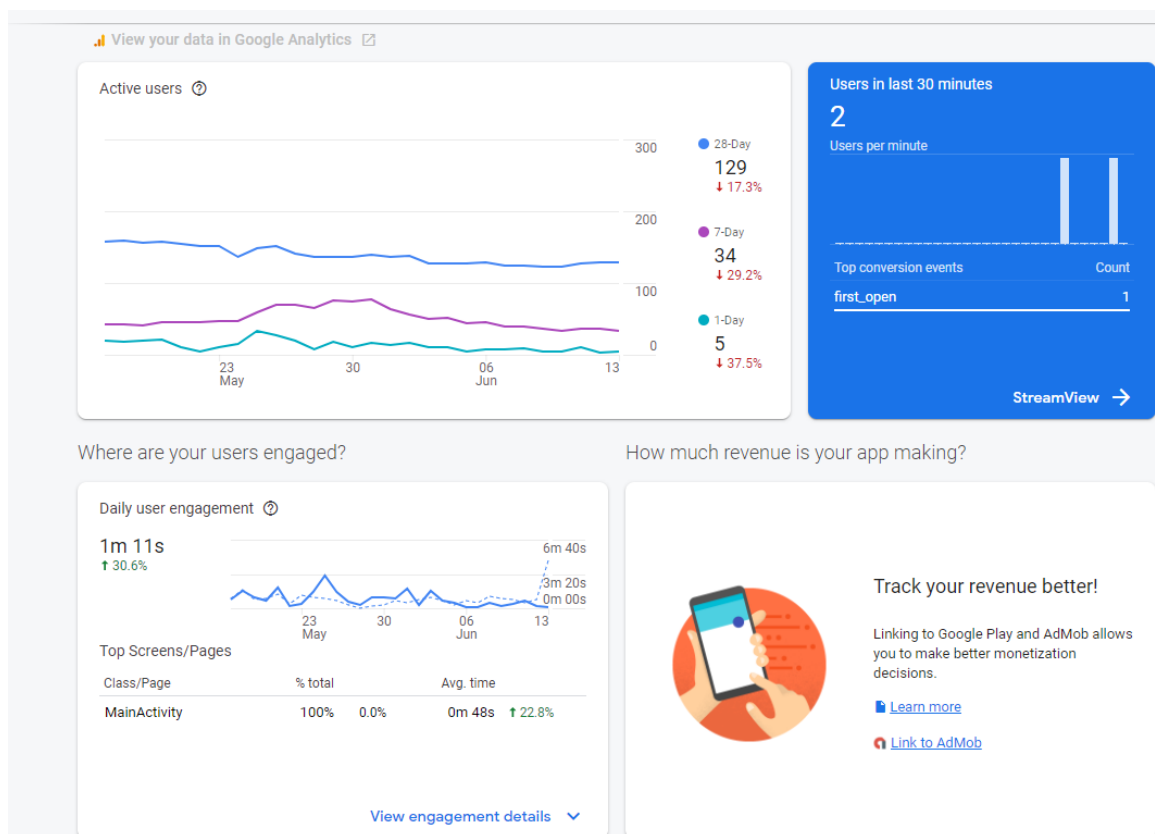 View your data in Google Analytics
Active users
300
200
100
0
23
May
30
06
Jun
13
28-Day
129
17.3%
7-Day
34
29.2%
1-Day
5
37.5%
Users in last 30 minutes
2
Users per minute
Top conversion events Count
first_open 1
StreamView
Where are your users engaged?
Daily user engagement
1m 11s
30.6%
6m 40s
3m 20s
0m 00s
23
May
30
06
Jun
13
Top Screens/Pages
Class/Page % total Avg. time
MainActivity 100% 0.0% 0m 48s 22.8%
View engagement details
How much revenue is your app making?
Track your revenue better!
Linking to Google Play and AdMob allows
you to make better monetization
decisions.
Learn more
Link to AdMob